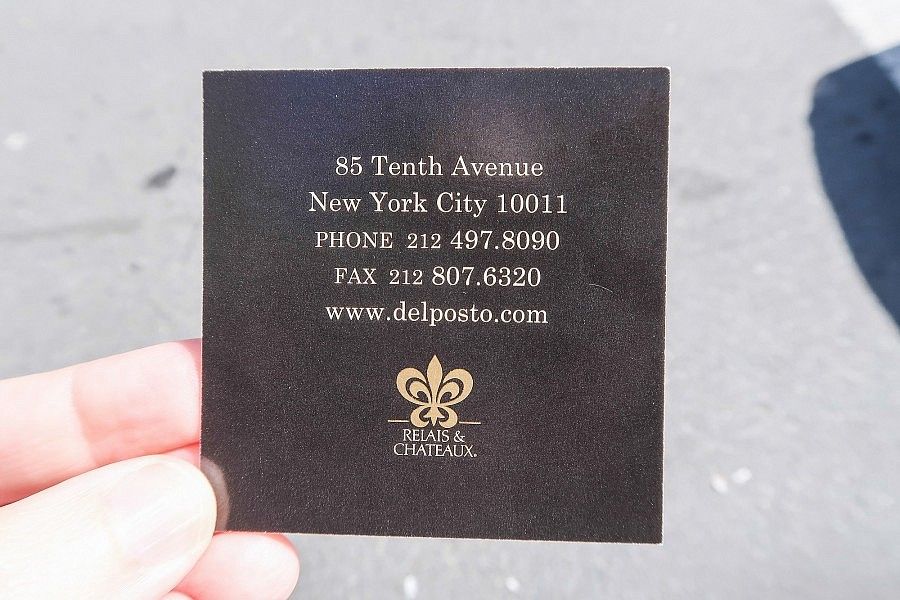 85 Tenth Avenue
New York City 10011
PHONE 212 497.8090
FAX 212 807.6320
www.delposto.com
RELAIS &
CHATEAUX.